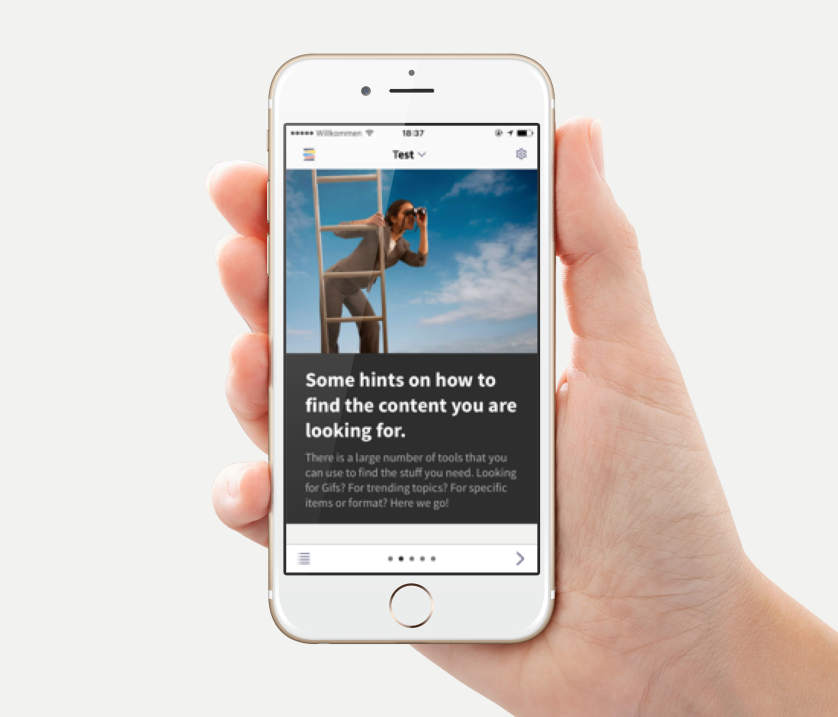 Willkommen
18:37
Test
Some hints on how to
find the content you are
looking for.
There is a large number of tools that you
can use to find the stuff you need. Looking
for Gifs? For trending topics? For specific
items or format? Here we go!